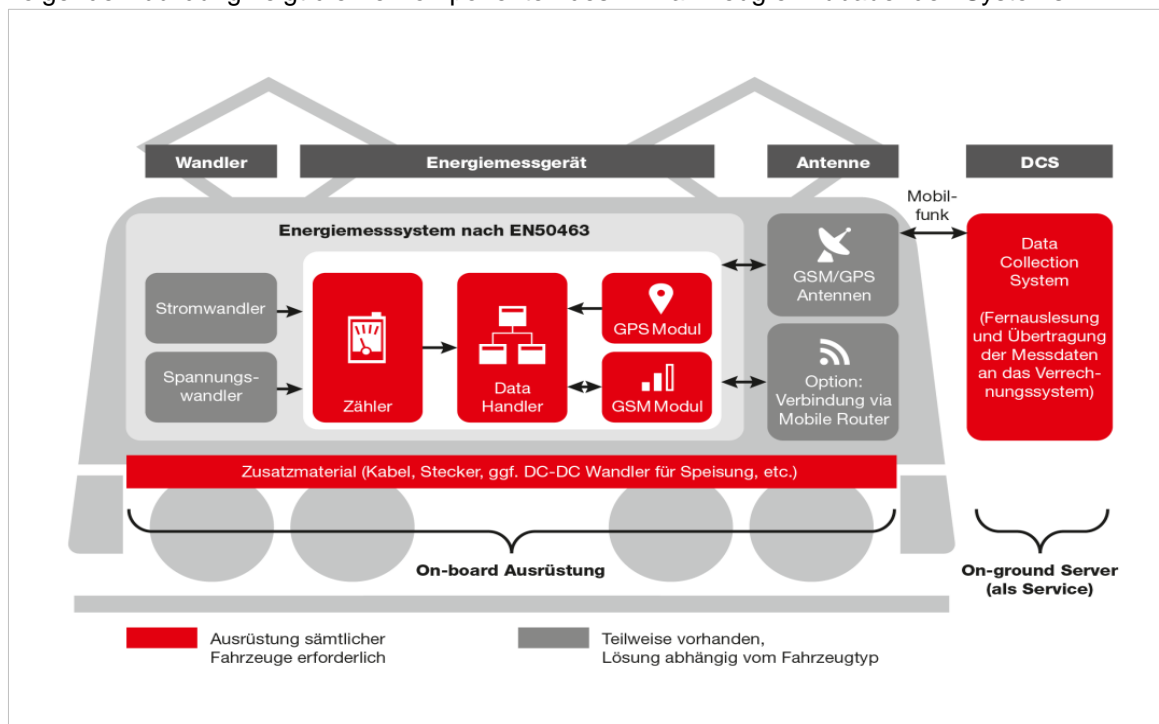 Wandler
Energiemessgerät
Antenne
DCS
Mobil-
funk
Energiemesssystem nach EN50463
Stromwandler
Spannungs-
wandler
Zähler
Data
Handler
GPS Modul
GSM Modul
GSM/GPS
Antennen
Option:
Verbindung via
Mobile Router
Data
Collection
System
(Fernauslesung
und Übertragung
der Messdaten
an das Verrech-
nungssystem)
Zusatzmaterial (Kabel, Stecker, ggf. DC-DC Wandler für Speisung, etc.)
On-board Ausrüstung
On-ground Server
(als Service)
Ausrüstung sämtlicher
Fahrzeuge erforderlich
Teilweise vorhanden,
Lösung abhängig vom Fahrzeugtyp